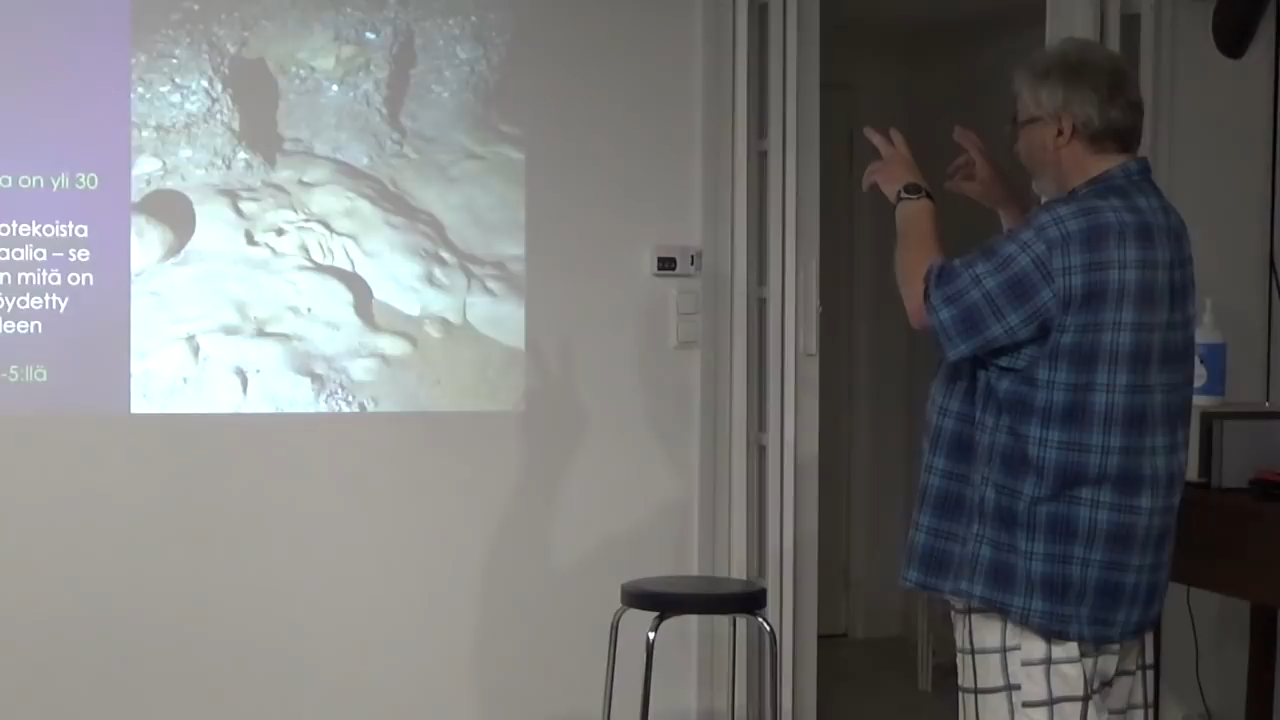 a on yli 30
otekoista
aalia – se
n mitä on
öydetty
leen
-5:llä